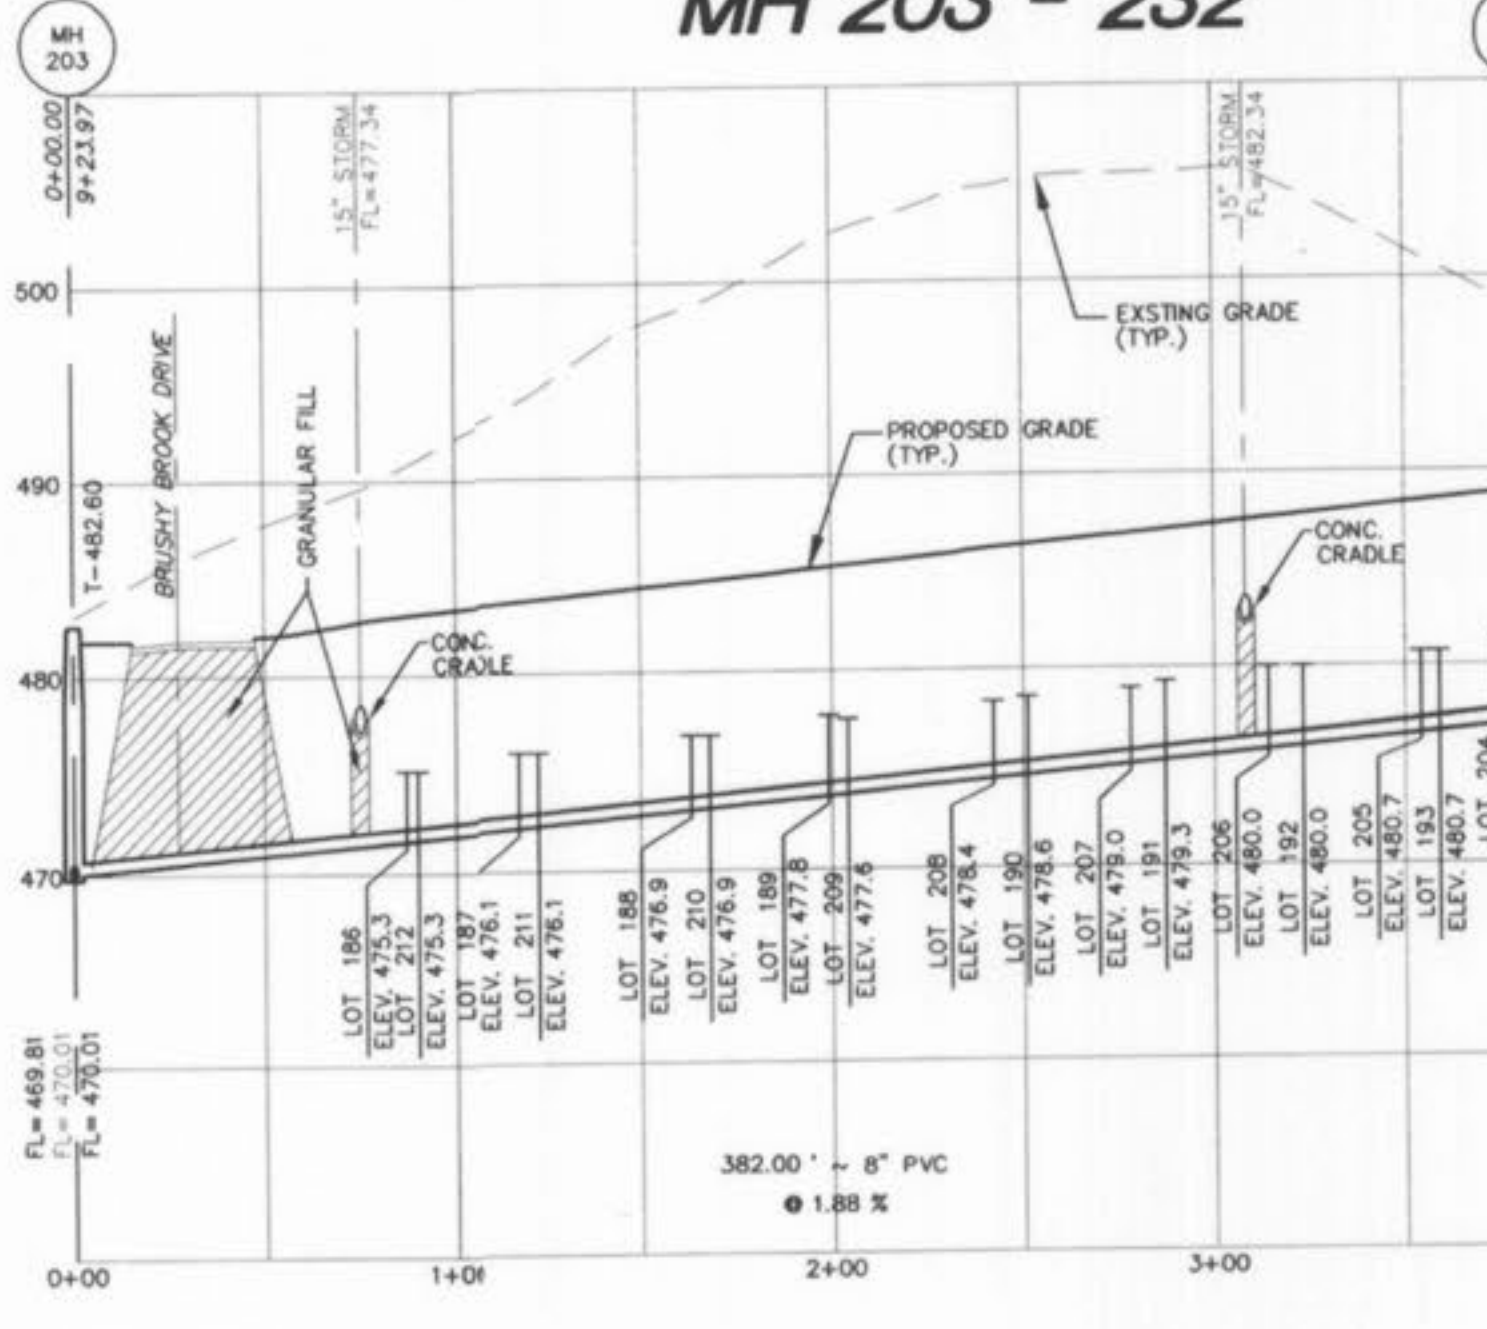 MH 203 - 232
MH
203
0+00.00
9+23.97
15" STORM
FL=477.34
15" STORM
FL=482.34
500
490
480
470
T-482.60
BRUSHY BROOK DRIVE
GRANULAR FILL
EXSTING GRADE
(TYP.)
PROPOSED GRADE
(TYP.)
CONC.
CRADLE
CONC.
CRADLE
LOT 186
ELEV. 475.3
LOT 212
ELEV. 475.3
LOT 187
ELEV. 476.1
LOT 211
ELEV. 476.1
LOT 188
ELEV. 476.9
LOT 210
ELEV. 476.9
LOT 189
ELEV. 477.8
LOT 209
ELEV. 477.6
LOT 208
ELEV. 478.4
LOT 190
ELEV. 478.6
LOT 207
ELEV. 479.0
LOT 191
ELEV. 479.3
LOT 206
ELEV. 480.0
LOT 192
ELEV. 480.0
LOT 205
ELEV. 480.7
LOT 193
ELEV. 480.7
LOT 204
FL= 469.81
FL= 470.01
FL= 470.01
382.00 ' ~ 8" PVC
@ 1.88 %
0+00
1+00
2+00
3+00